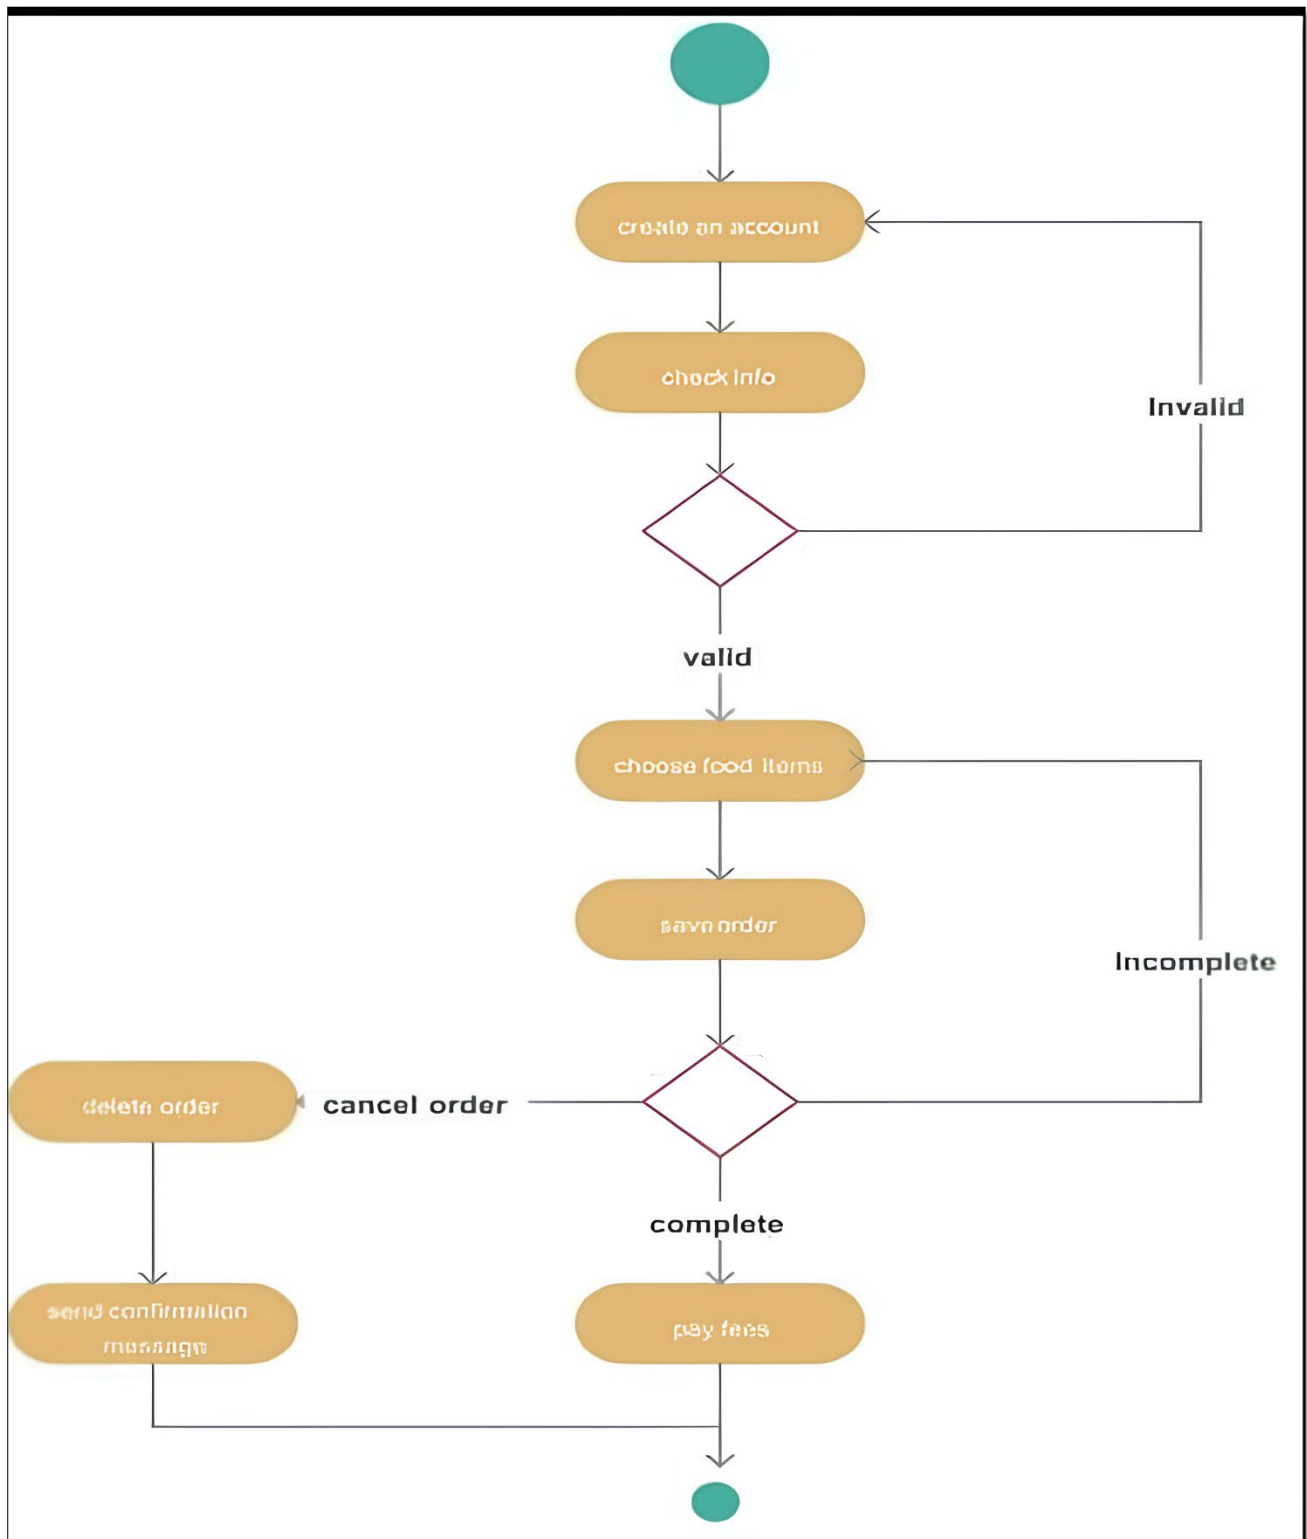 create an account
check info
Invalid
valid
choose food items
save order
Incomplete
delete order
cancel order
complete
send confirmation
message
pay fees